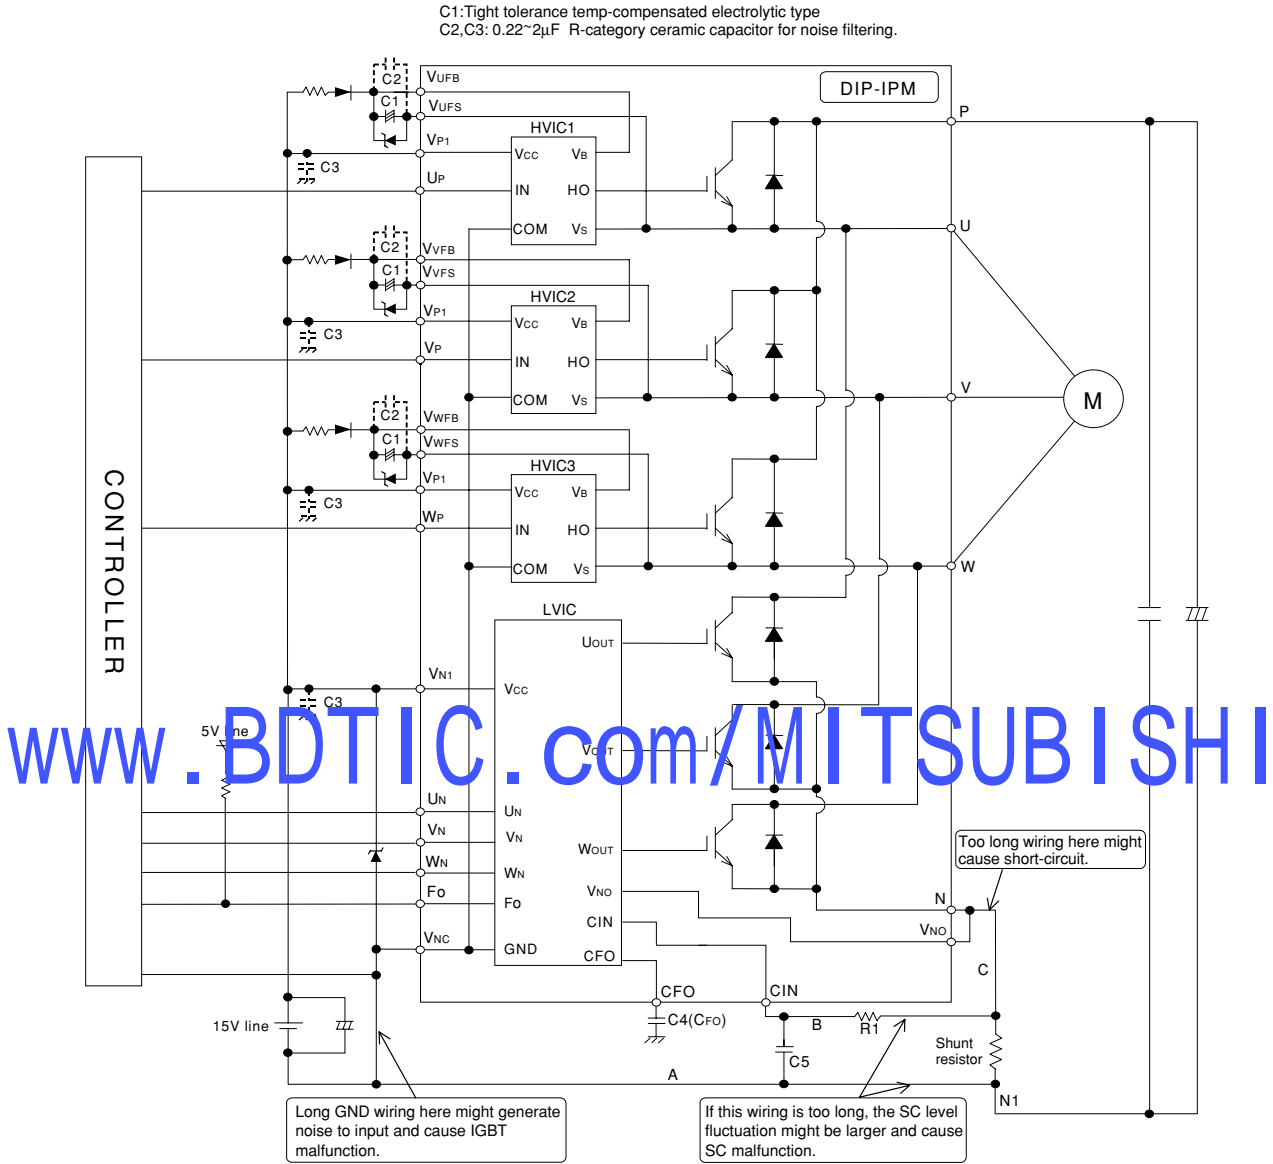 C1:Tight tolerance temp-compensated electrolytic type
C2,C3: 0.22~2μF R-category ceramic capacitor for noise filtering.
DIP-IPM
C2
VUFB
C1
VUFS
P
HVIC1
VP1
C3
VCC
VB
UP
IN
HO
COM
VS
U
C2
VVFB
C1
VVFS
HVIC2
VP1
C3
VCC
VB
VP
IN
HO
V
COM
VS
M
C2
VWFB
C1
VWFS
HVIC3
VP1
C3
VCC
VB
WP
IN
HO
COM
VS
W
CONTROLLER
LVIC
UOUT
VN1
VCC
C3
5V line
www.BDTIC.com/MITSUBISHI
VOUT
UN
UN
VN
VN
WOUT
WN
WN
Too long wiring here might
cause short-circuit.
VNO
Fo
Fo
N
CIN
VNO
VNC
GND
CFO
C
CFO
CIN
15V line
C4(CFO)
B
R1
Shunt
resistor
C5
A
N1
Long GND wiring here might generate
noise to input and cause IGBT
malfunction.
If this wiring is too long, the SC level
fluctuation might be larger and cause
SC malfunction.